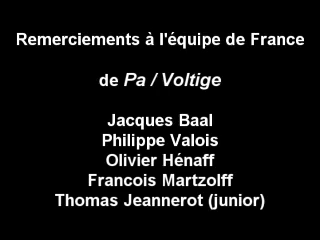 Remerciements à l'équipe de France
de Pa / Voltige
Jacques Baal
Philippe Valois
Olivier Hénaff
Francois Martzolff
Thomas Jeannerot (junior)